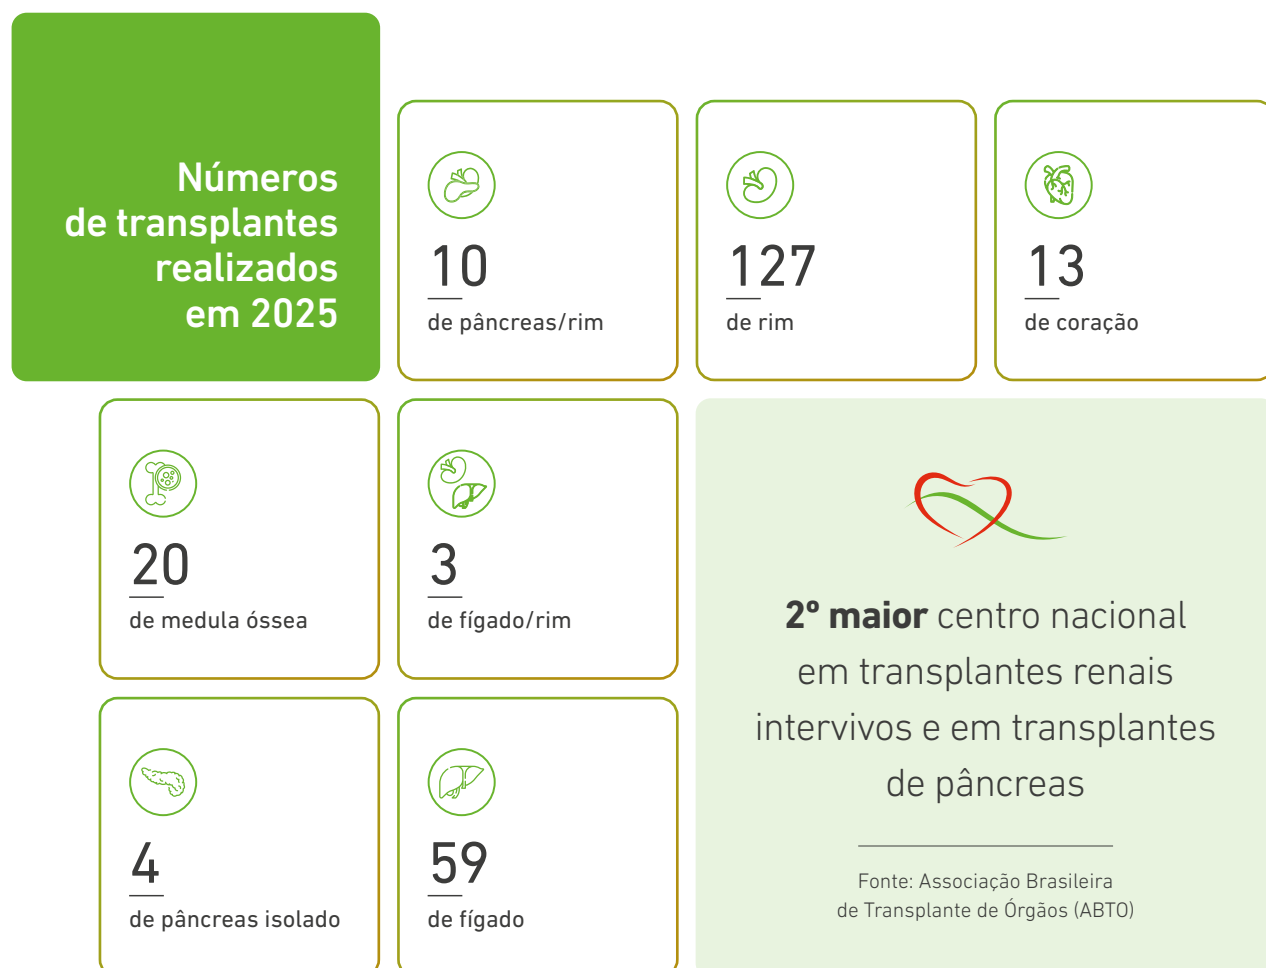 Números
de transplantes
realizados
em 2025
10
de pâncreas/rim
127
de rim
13
de coração
20
de medula óssea
3
de fígado/rim
4
de pâncreas isolado
59
de fígado
2º maior centro nacional
em transplantes renais
intervivos e em transplantes
de pâncreas
Fonte: Associação Brasileira
de Transplante de Órgãos (ABTO)